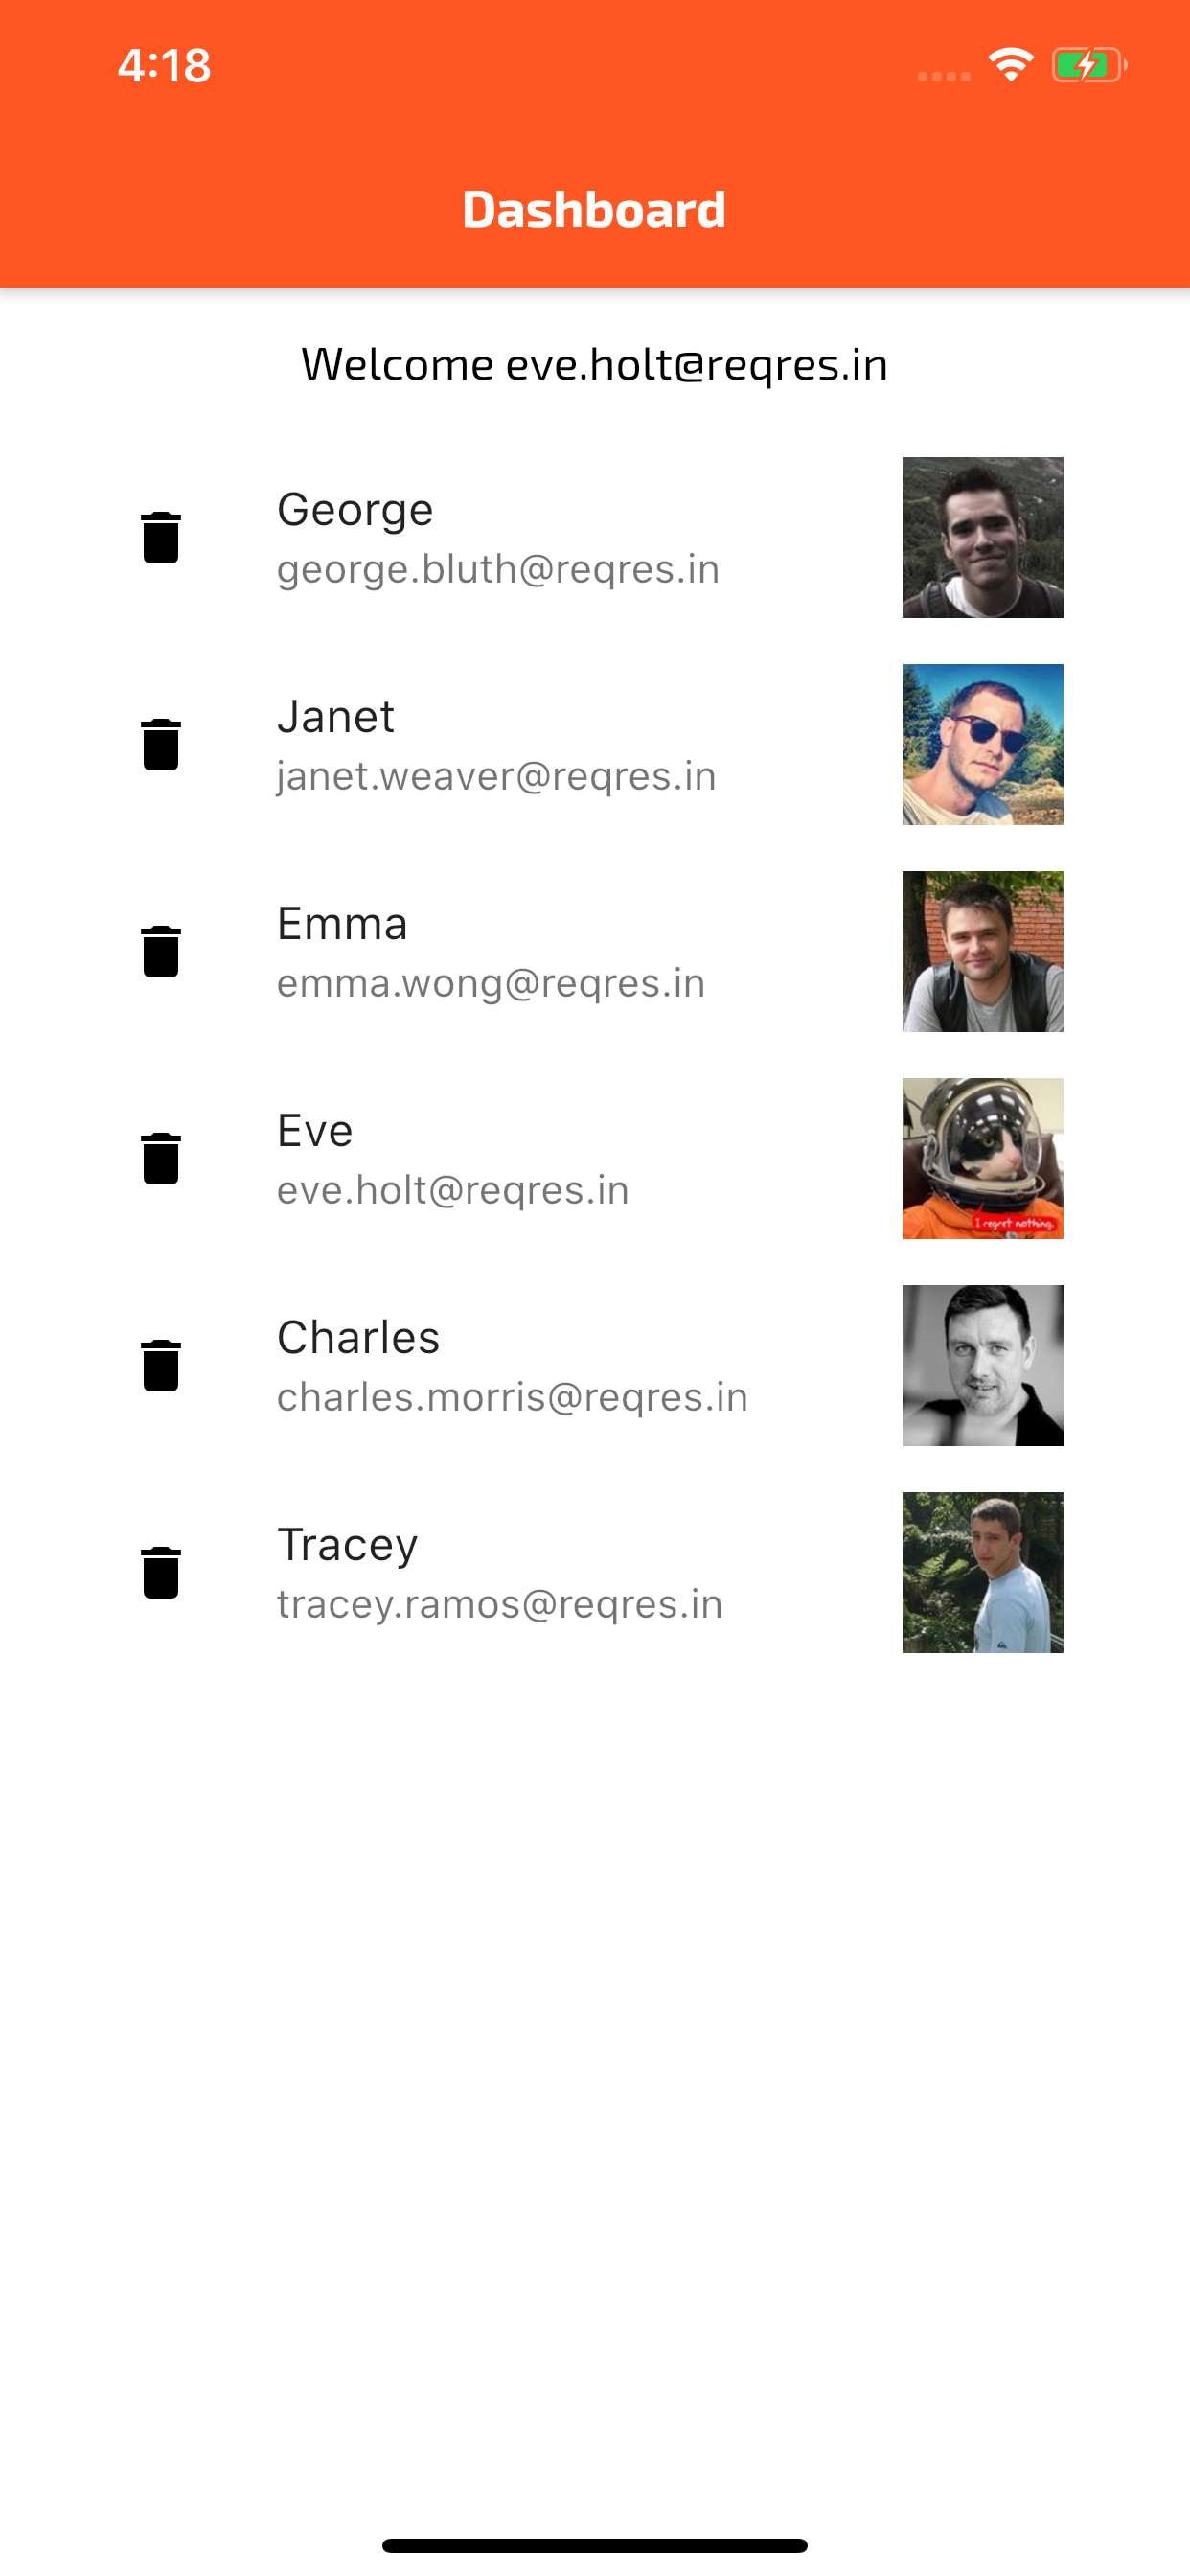 4:18
Dashboard
Welcome eve.holt@reqres.in
George
george.bluth@reqres.in
Janet
janet.weaver@reqres.in
Emma
emma.wong@reqres.in
Eve
eve.holt@reqres.in
I regret nothing.
Charles
charles.morris@reqres.in
Tracey
tracey.ramos@reqres.in